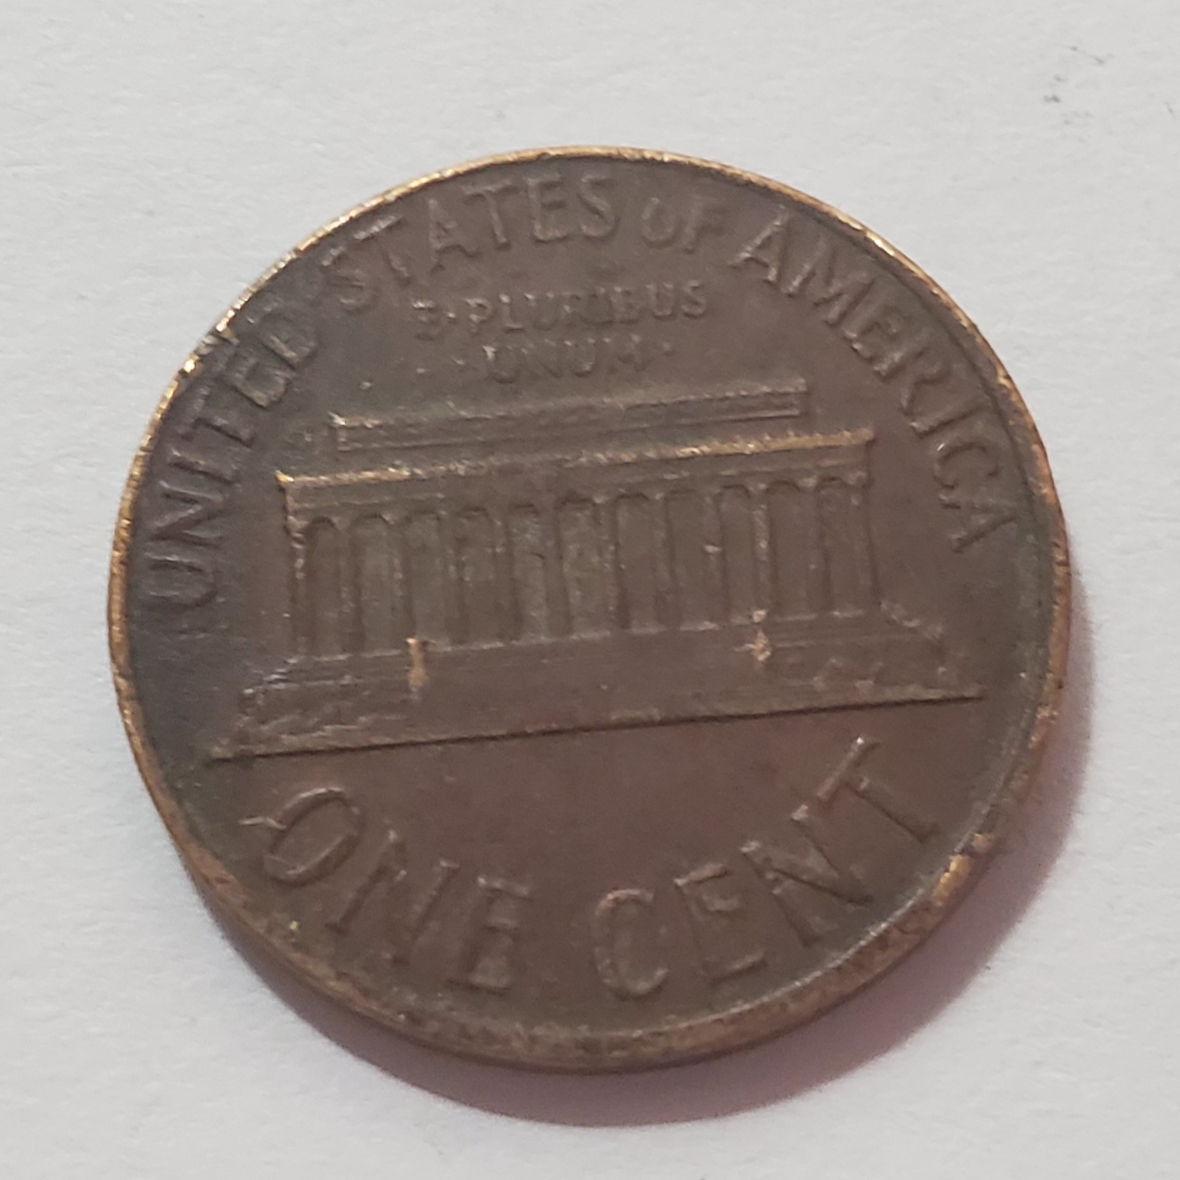 UNITED STATES OF AMERICA
E·PLURIBUS
·UNUM·
ONE CENT